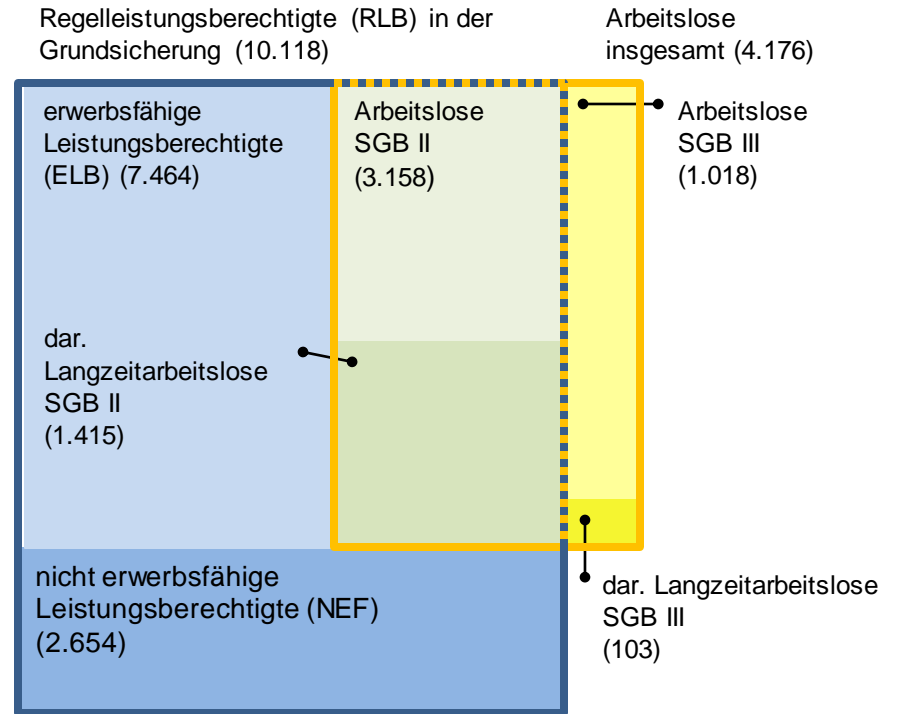 Regelleistungsberechtigte (RLB) in der
Grundsicherung (10.118)
Arbeitslose
insgesamt (4.176)
erwerbsfähige
Leistungsberechtigte
(ELB) (7.464)
Arbeitslose
SGB II
(3.158)
Arbeitslose
SGB III
(1.018)
dar.
Langzeitarbeitslose
SGB II
(1.415)
nicht erwerbsfähige
Leistungsberechtigte (NEF)
(2.654)
dar. Langzeitarbeitslose
SGB III
(103)